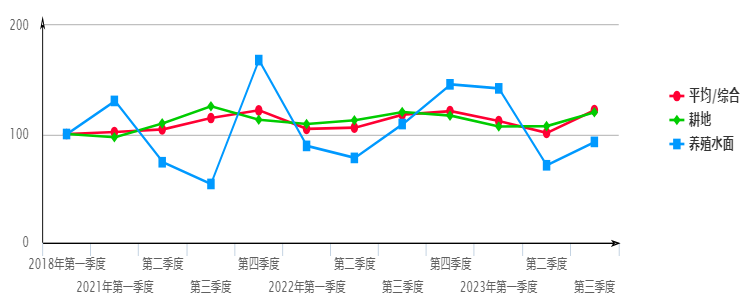 200
100
0
平均/综合
耕地
养殖水面
2018年第一季度 第二季度 第四季度 第二季度 第四季度 第二季度
2021年第一季度 第三季度 2022年第一季度 第三季度 2023年第一季度 第三季度